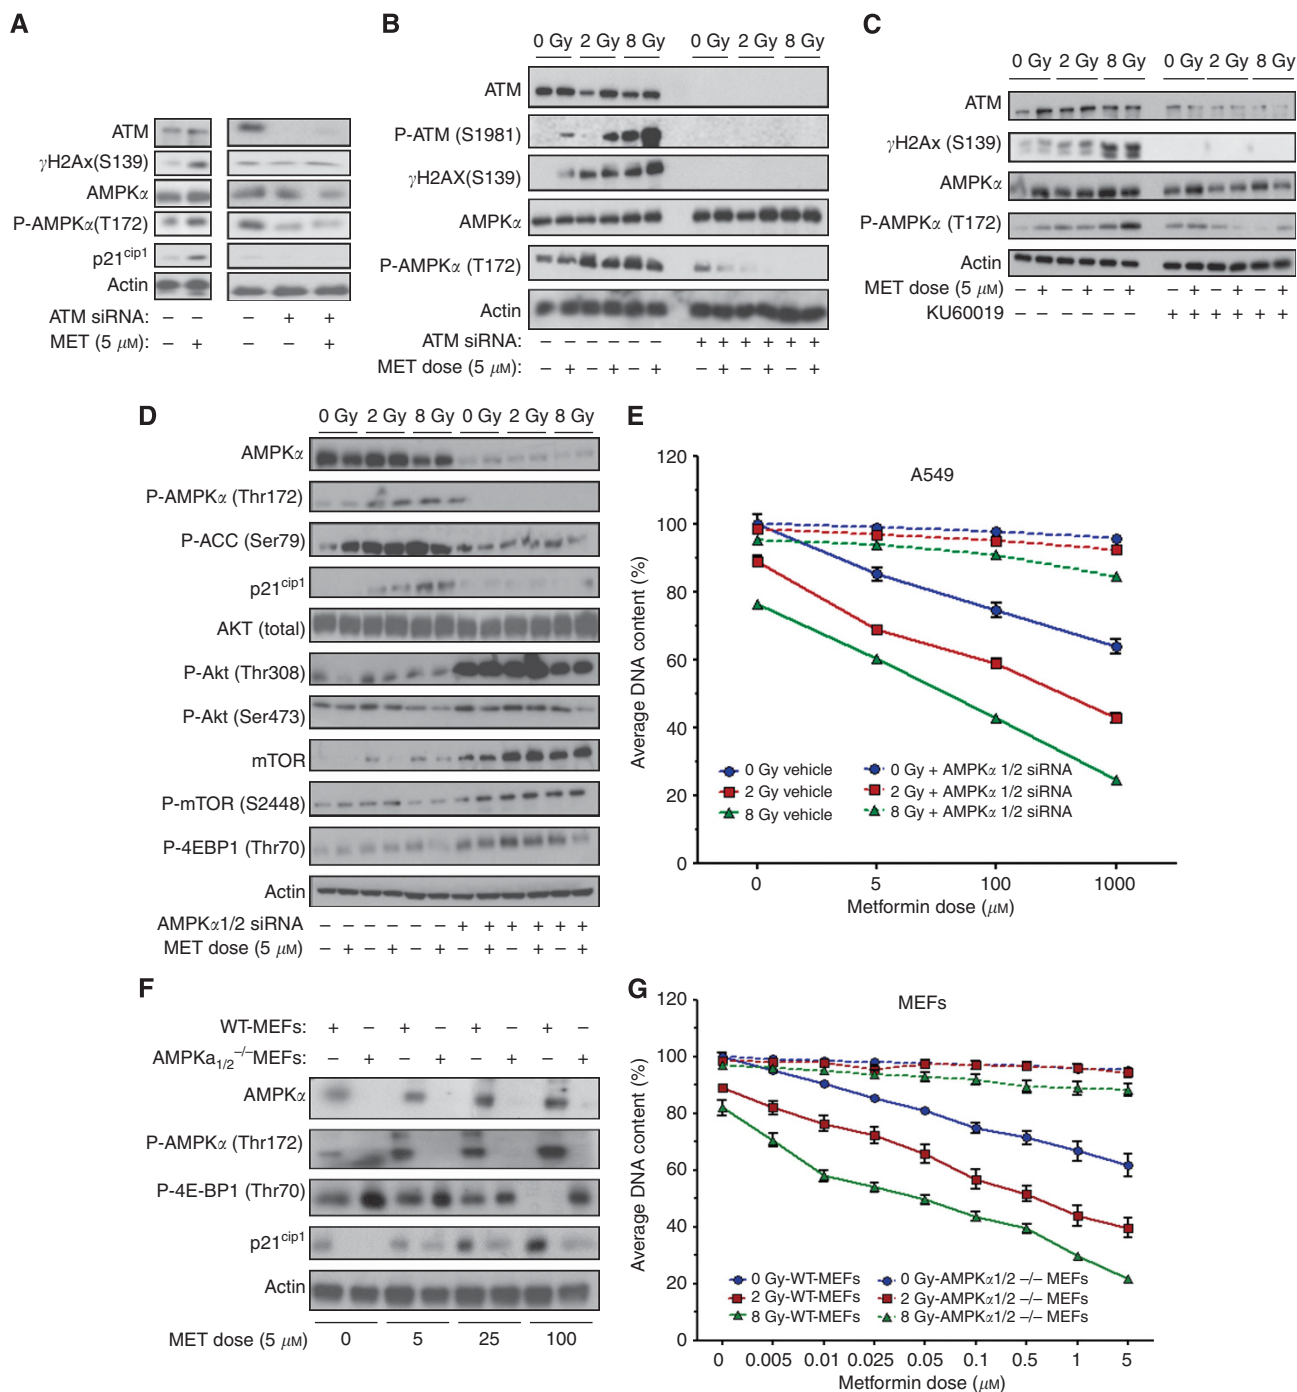 A
ATM
γH2Ax(S139)
AMPKα
P-AMPKα(T172)
p21cip1
Actin
ATM siRNA: – – – + +
MET (5 μM): – + – – +
B
0 Gy 2 Gy 8 Gy 0 Gy 2 Gy 8 Gy
ATM
P-ATM (S1981)
γH2AX(S139)
AMPKα
P-AMPKα (T172)
Actin
ATM siRNA: + + + + + +
MET dose (5 μM): – + – + – + – + – + – +
C
0 Gy 2 Gy 8 Gy 0 Gy 2 Gy 8 Gy
ATM
γH2Ax (S139)
AMPKα
P-AMPKα (T172)
Actin
MET dose (5 μM) – + – + – + – + – + – +
KU60019 – – – – – – + + + + + +
D
0 Gy 2 Gy 8 Gy 0 Gy 2 Gy 8 Gy
AMPKα
P-AMPKα (Thr172)
P-ACC (Ser79)
p21cip1
AKT (total)
P-Akt (Thr308)
P-Akt (Ser473)
mTOR
P-mTOR (S2448)
P-4EBP1 (Thr70)
Actin
AMPKα1/2 siRNA – – – – – – + + + + + +
MET dose (5 μM) – + – + – + – + – + – +
E
A549
Average DNA content (%)
120
100
80
60
40
20
0
0 Gy vehicle 0 Gy + AMPKα 1/2 siRNA
2 Gy vehicle 2 Gy + AMPKα 1/2 siRNA
8 Gy vehicle 8 Gy + AMPKα 1/2 siRNA
0 5 100 1000
Metformin dose (μM)
F
WT-MEFs: + – + – + – + –
AMPKa1/2–/–MEFs: – + – + – + – +
AMPKα
P-AMPKα (Thr172)
P-4E-BP1 (Thr70)
p21cip1
Actin
MET dose (5 μM) 0 5 25 100
G
MEFs
Average DNA content (%)
120
100
80
60
40
20
0
0 Gy-WT-MEFs 0 Gy-AMPKα1/2 –/– MEFs
2 Gy-WT-MEFs 2 Gy-AMPKα1/2 –/– MEFs
8 Gy-WT-MEFs 8 Gy-AMPKα1/2 –/– MEFs
0 0.005 0.01 0.025 0.05 0.1 0.5 1 5
Metformin dose (μM)